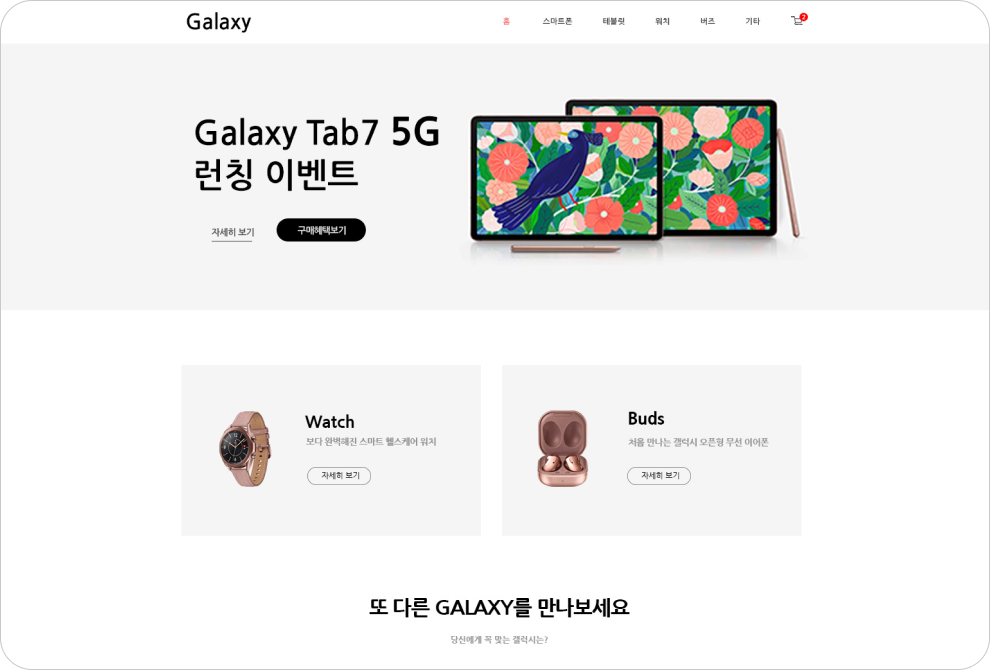 Galaxy
홈 스마트폰 테블릿 워치 버즈 기타 2
Galaxy Tab7 5G
런칭 이벤트
자세히 보기 구매혜택보기
Watch
보다 완벽해진 스마트 헬스케어 워치
자세히 보기
Buds
처음 만나는 갤럭시 오픈형 무선 이어폰
자세히 보기
또 다른 GALAXY를 만나보세요
당신에게 꼭 맞는 갤럭시는?